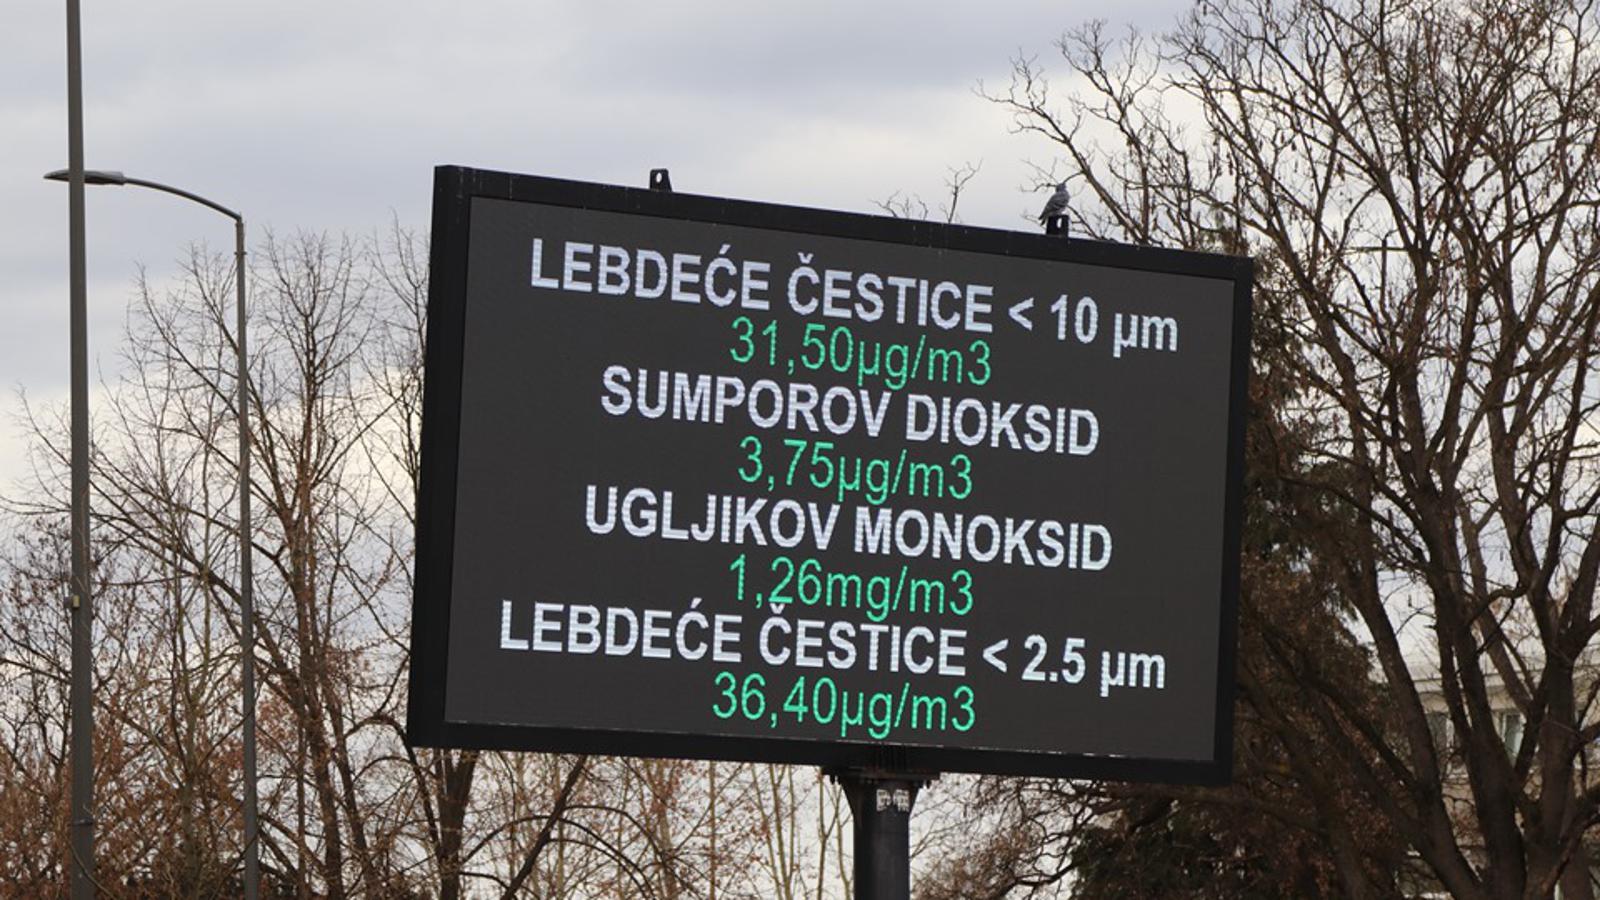 LEBDEĆE ČESTICE < 10 µm
31,50µg/m3
SUMPOROV DIOKSID
3,75µg/m3
UGLJIKOV MONOKSID
1,26mg/m3
LEBDEĆE ČESTICE < 2.5 µm
36,40µg/m3